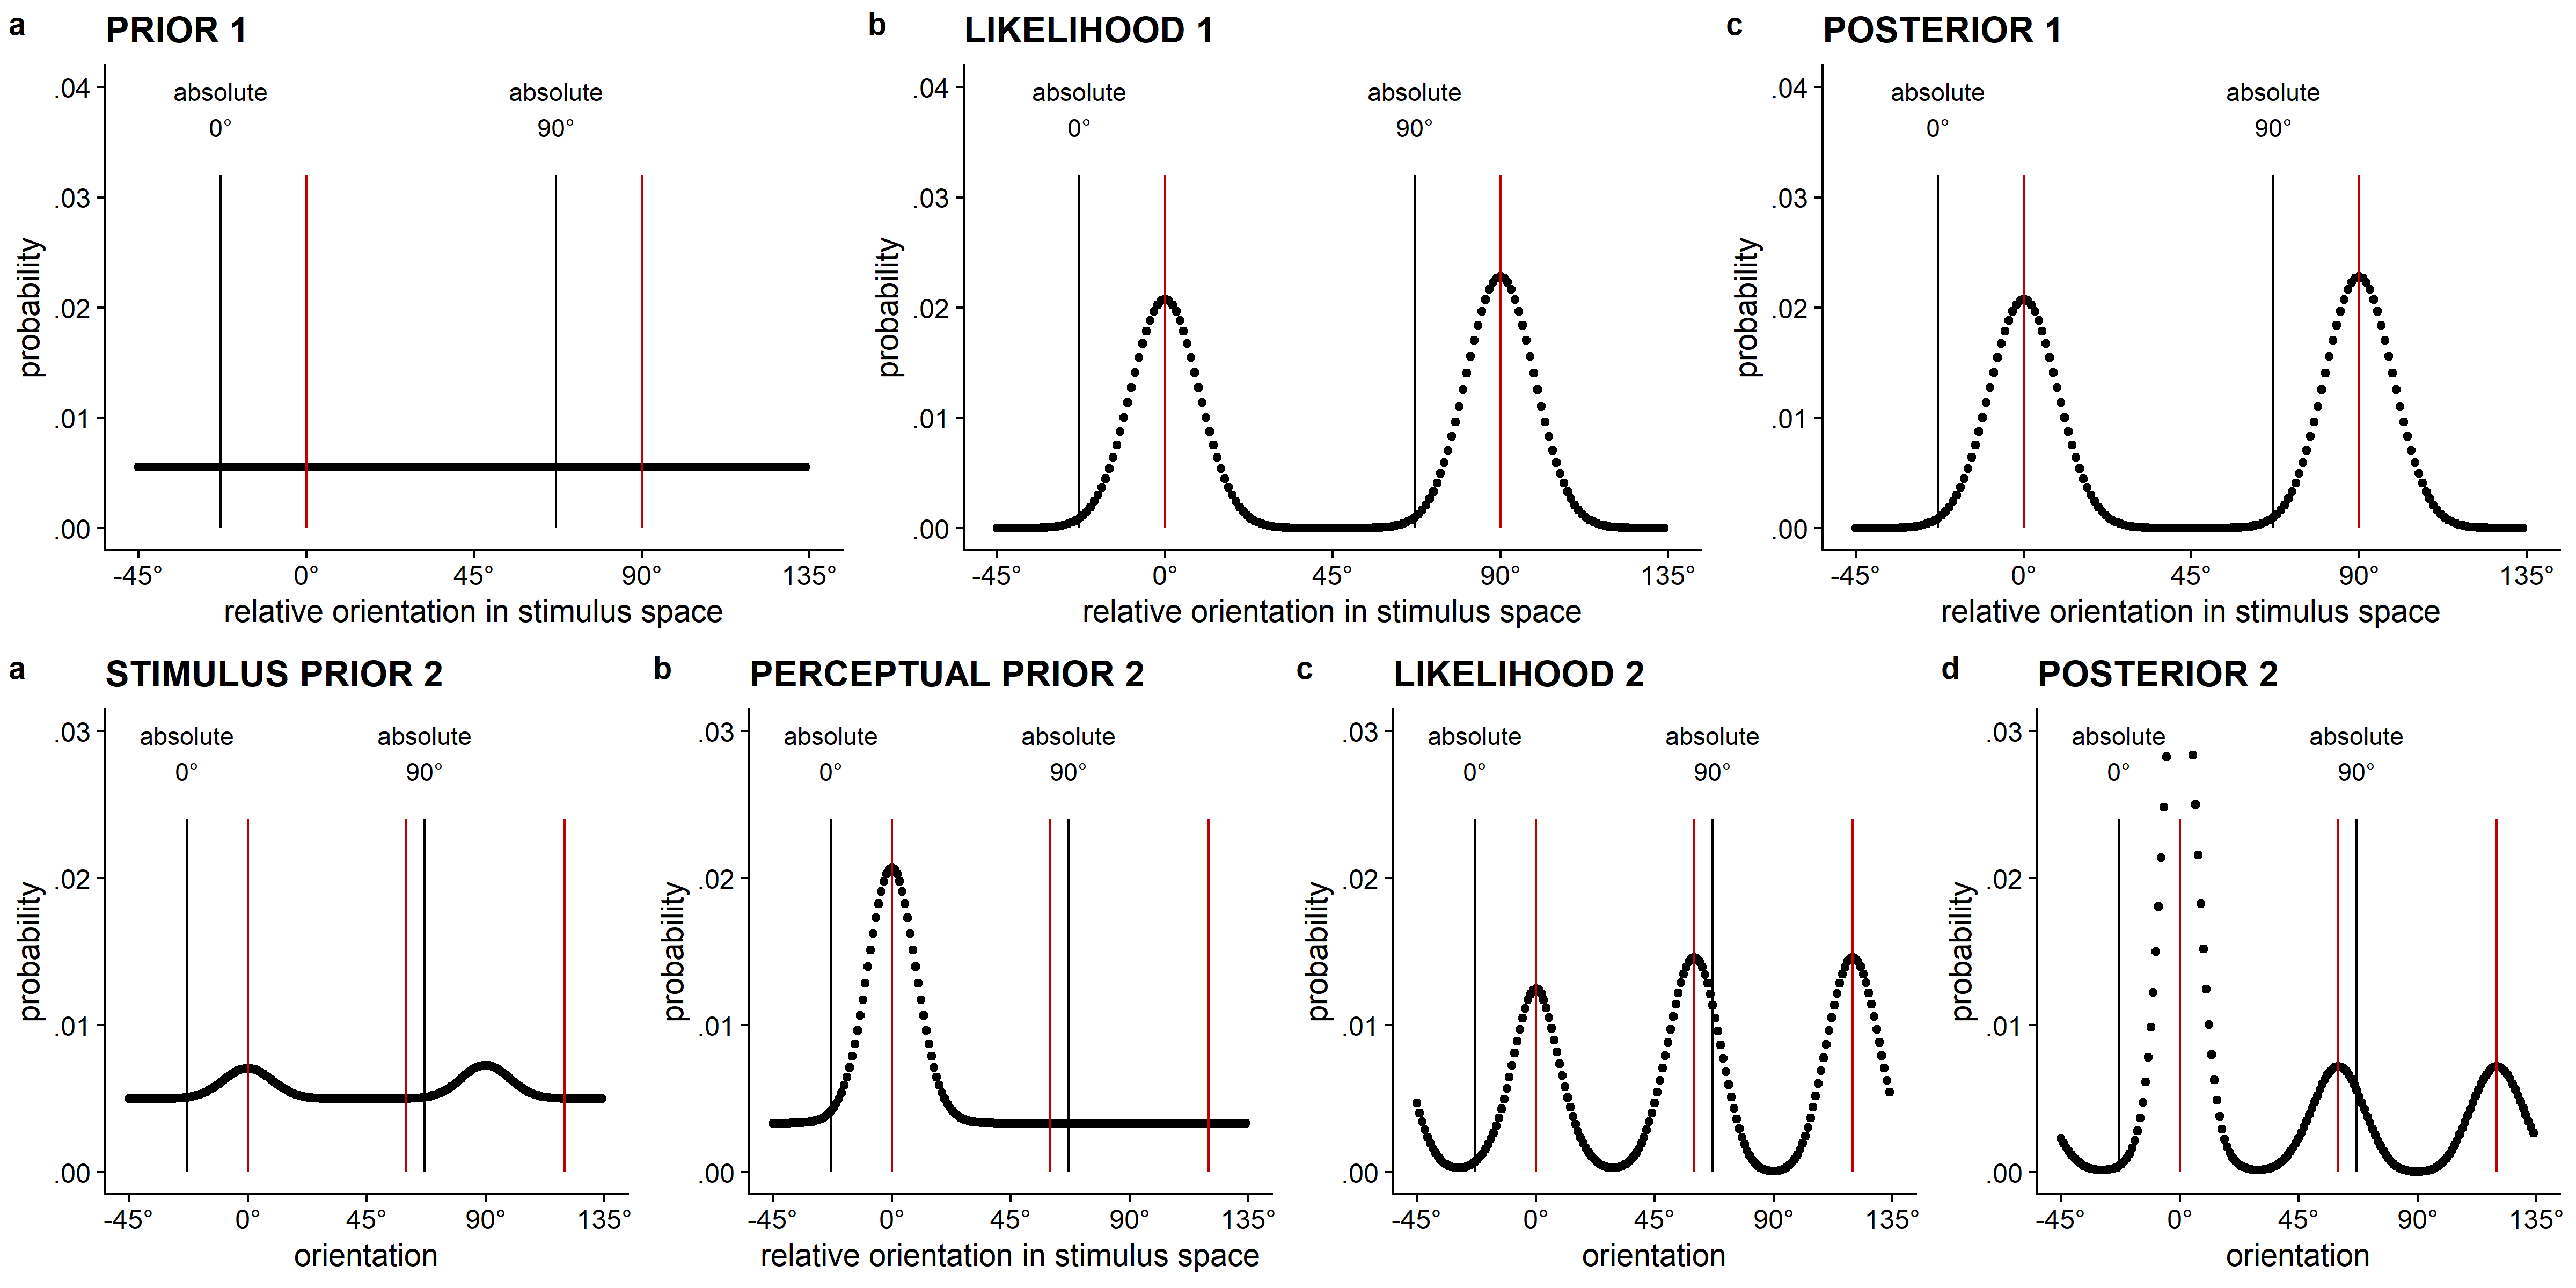 a PRIOR 1
.04
.03
.02
.01
.00
absolute
0°
absolute
90°
probability
-45° 0° 45° 90° 135°
relative orientation in stimulus space
b LIKELIHOOD 1
.04
.03
.02
.01
.00
absolute
0°
absolute
90°
probability
-45° 0° 45° 90° 135°
relative orientation in stimulus space
c POSTERIOR 1
.04
.03
.02
.01
.00
absolute
0°
absolute
90°
probability
-45° 0° 45° 90° 135°
relative orientation in stimulus space
a STIMULUS PRIOR 2
.03
.02
.01
.00
absolute
0°
absolute
90°
probability
-45° 0° 45° 90° 135°
orientation
b PERCEPTUAL PRIOR 2
.03
.02
.01
.00
absolute
0°
absolute
90°
probability
-45° 0° 45° 90° 135°
relative orientation in stimulus space
c LIKELIHOOD 2
.03
.02
.01
.00
absolute
0°
absolute
90°
probability
-45° 0° 45° 90° 135°
orientation
d POSTERIOR 2
.03
.02
.01
.00
absolute
0°
absolute
90°
probability
-45° 0° 45° 90° 135°
orientation